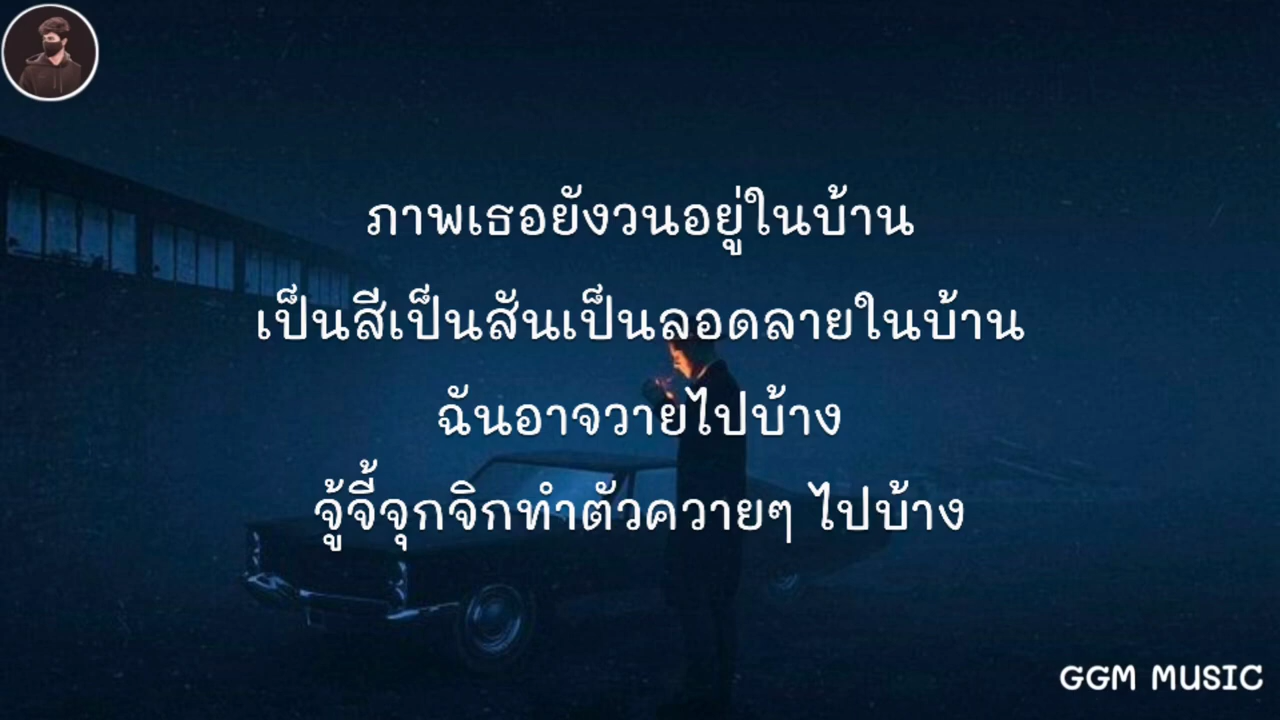 ภาพเธอยังวนอยู่ในบ้าน
เป็นสีเป็นสันเป็นลอดลายในบ้าน
ฉันอาจวายไปบ้าง
จู้จี้จุกจิกทำตัวควายๆ ไปบ้าง
GGM MUSIC